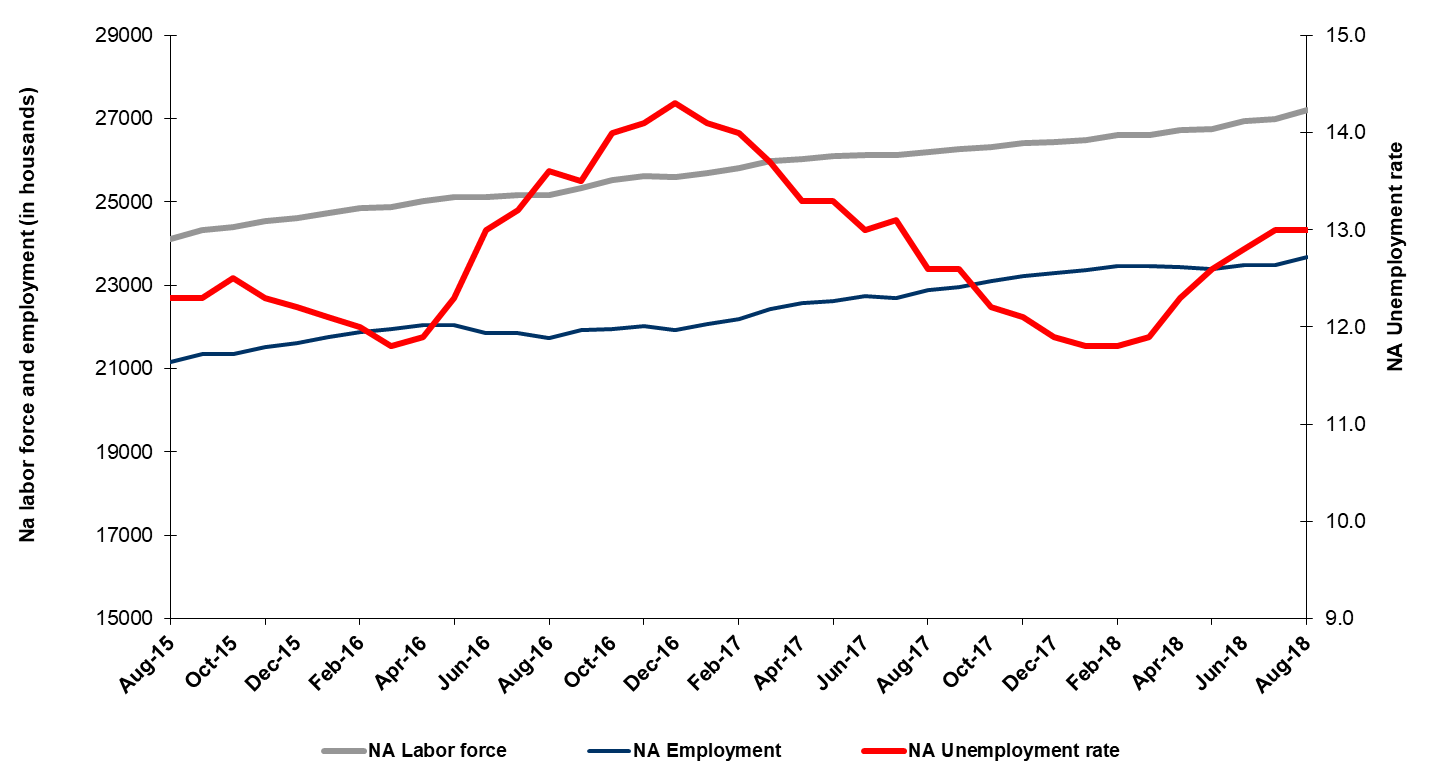 Na labor force and employment (in housands)
29000
27000
25000
23000
21000
19000
17000
15000
15.0
14.0
13.0
12.0
11.0
10.0
9.0
NA Unemployment rate
Aug-15
Oct-15
Dec-15
Feb-16
Apr-16
Jun-16
Aug-16
Oct-16
Dec-16
Feb-17
Apr-17
Jun-17
Aug-17
Oct-17
Dec-17
Feb-18
Apr-18
Jun-18
Aug-18
NA Labor force
NA Employment
NA Unemployment rate